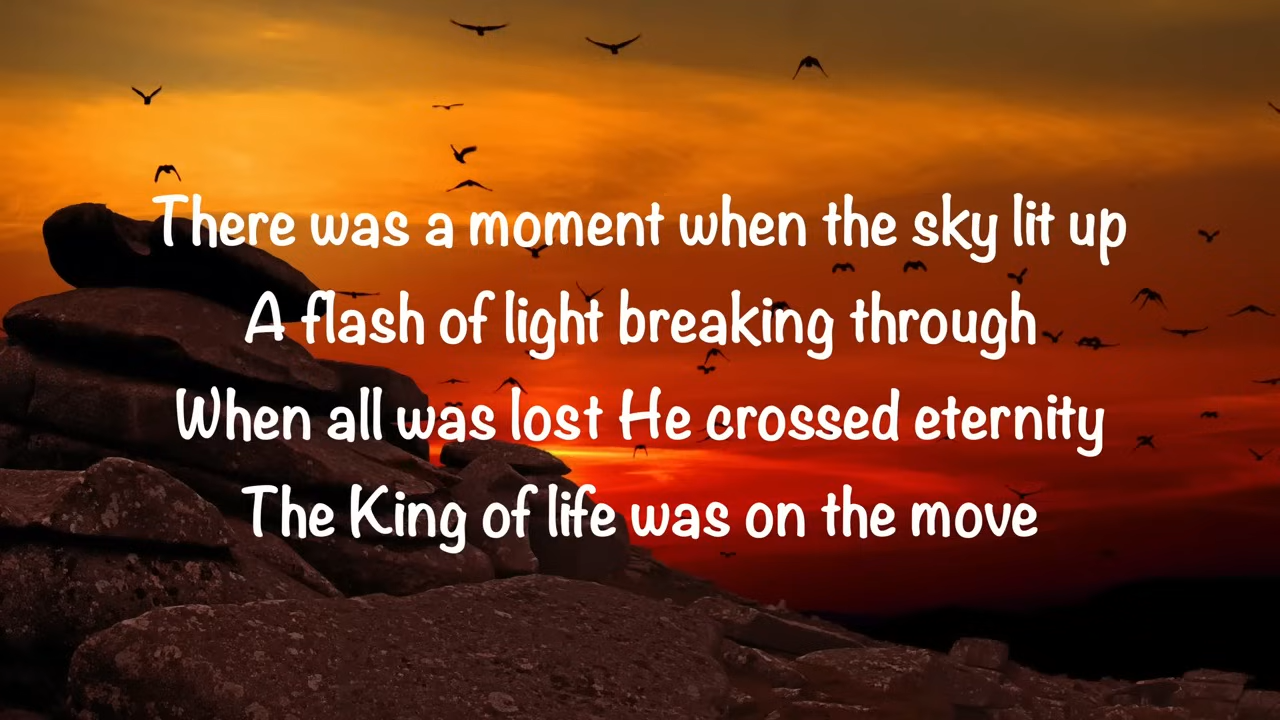 There was a moment when the sky lit up
A flash of light breaking through
When all was lost He crossed eternity
The King of life was on the move